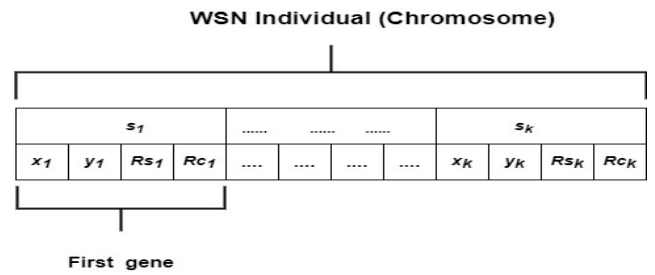 WSN Individual (Chromosome)
s1 ...... ...... ...... sk
x1 y1 Rs1 Rc1 .... .... .... .... xk yk Rsk Rck
First gene